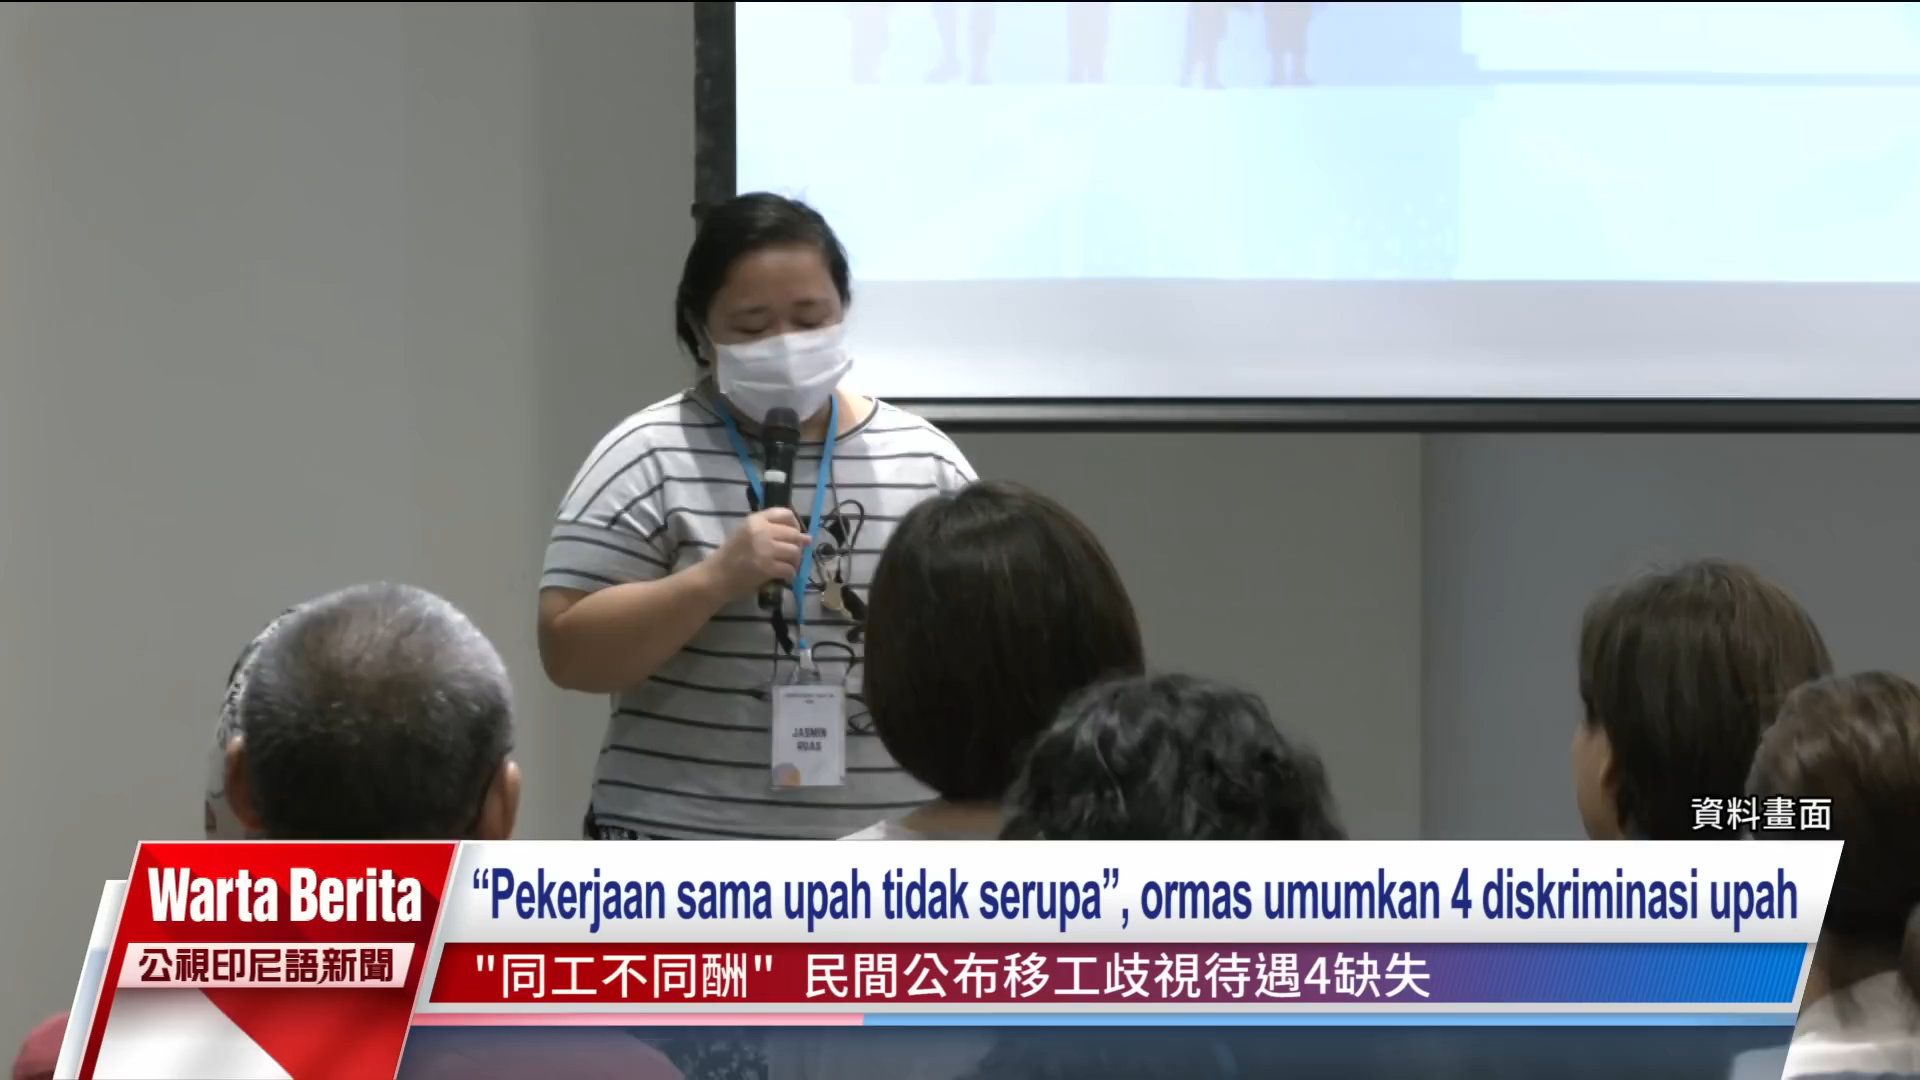 JASMIN
RUAS
資料畫面
Warta Berita
公視印尼語新聞
“Pekerjaan sama upah tidak serupa”, ormas umumkan 4 diskriminasi upah
"同工不同酬" 民間公布移工歧視待遇4缺失